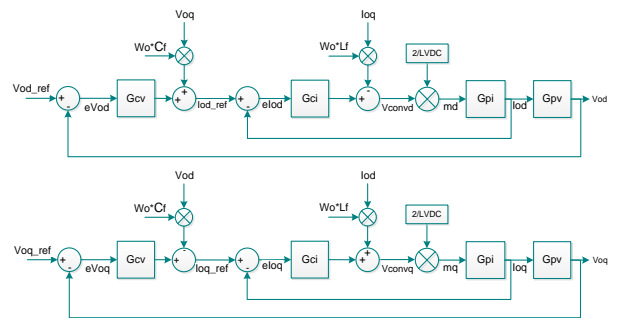 Voq
Ioq
Wo*Cf
Wo*Lf
2/LVDC
Vod_ref
+
-
eVod
Gcv
+
+
Iod_ref
+
-
eIod
Gci
+
-
Vconvd
md
Gpi
Iod
Gpv
Vod
Vod
Iod
Wo*Cf
Wo*Lf
2/LVDC
Voq_ref
+
-
eVoq
Gcv
+
-
Ioq_ref
+
-
eIoq
Gci
+
+
Vconvq
mq
Gpi
Ioq
Gpv
Voq